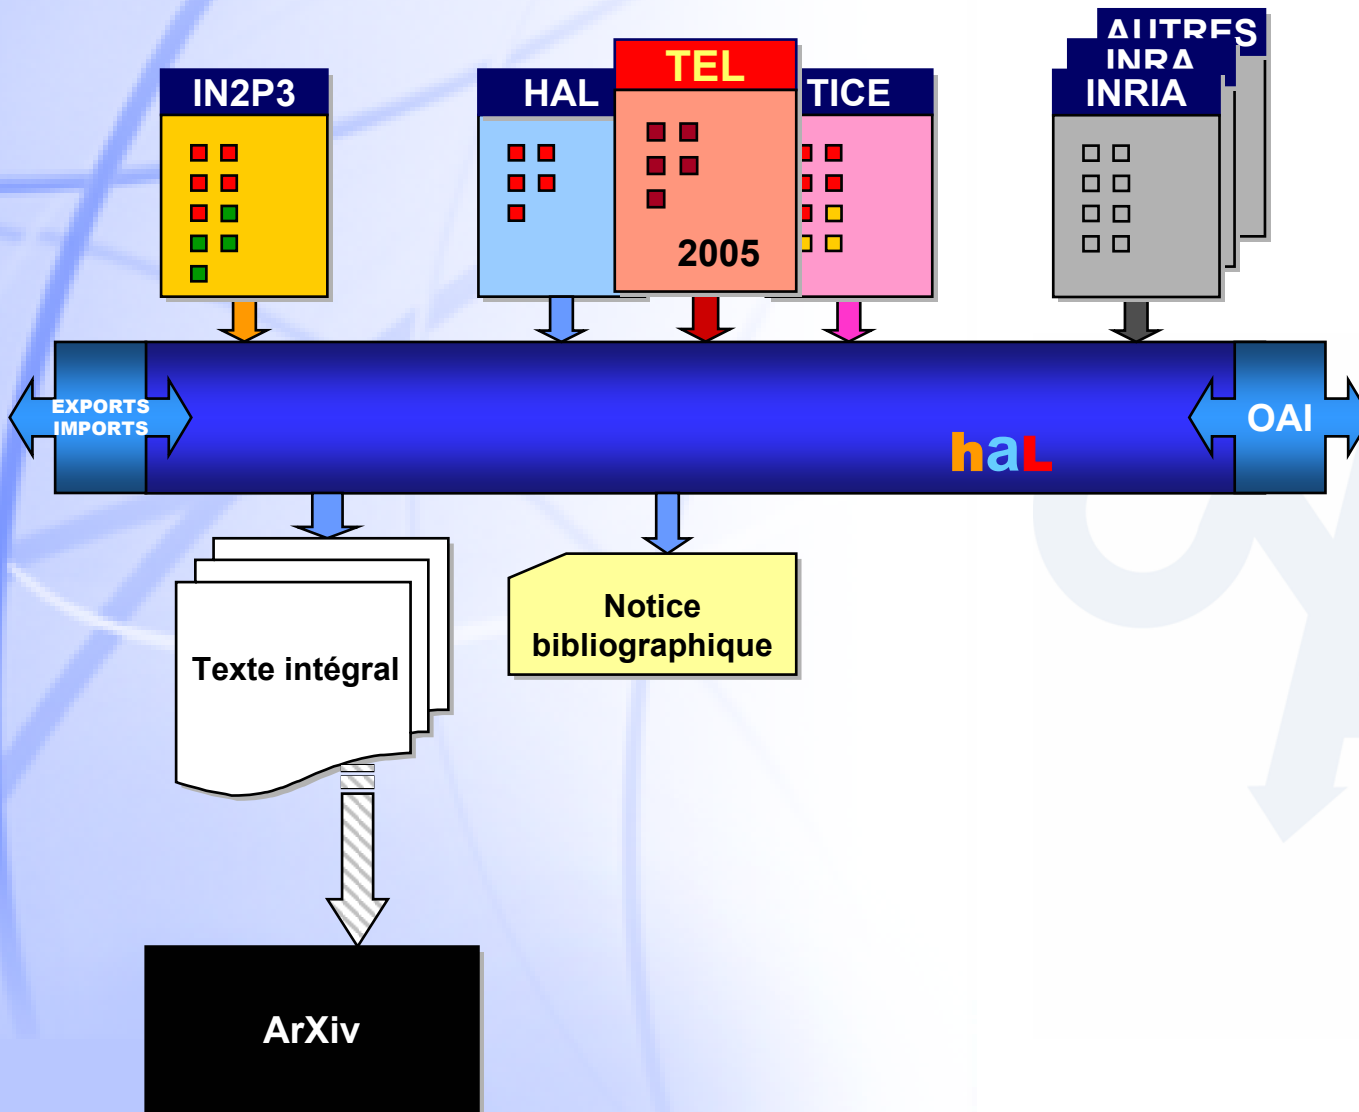 IN2P3
HAL
TEL
TICE
AUTRES
INRA
INRIA
2005
EXPORTS
IMPORTS
haL
OAI
Texte intégral
Notice
bibliographique
ArXiv